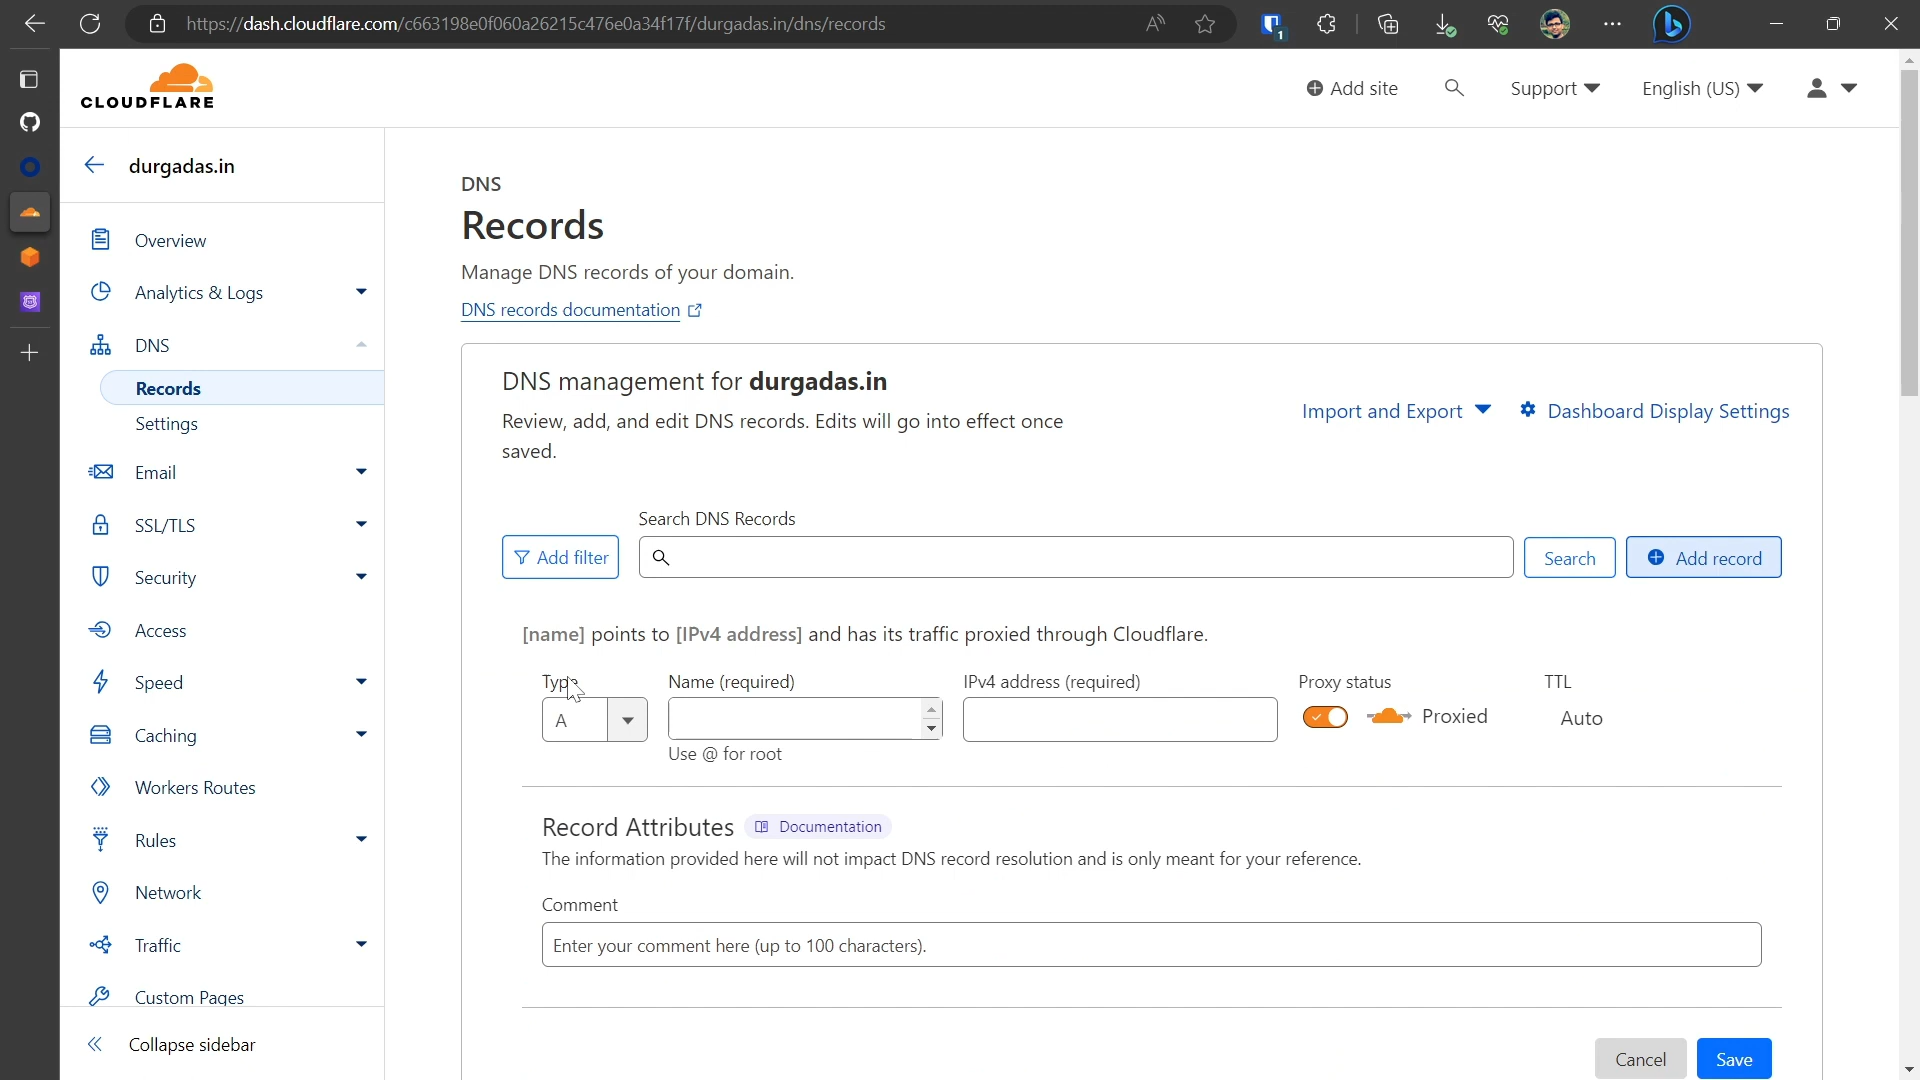 https://dash.cloudflare.com/c663198e0f060a26215c476e0a34f17f/durgadas.in/dns/records
1
CLOUDFLARE
Add site
Support
English (US)
durgadas.in
Overview
Analytics & Logs
DNS
Records
Settings
Email
SSL/TLS
Security
Access
Speed
Caching
Workers Routes
Rules
Network
Traffic
Custom Pages
Collapse sidebar
DNS
Records
Manage DNS records of your domain.
DNS records documentation
DNS management for durgadas.in
Review, add, and edit DNS records. Edits will go into effect once
saved.
Import and Export
Dashboard Display Settings
Search DNS Records
Add filter
Search
Add record
[name] points to [IPv4 address] and has its traffic proxied through Cloudflare.
Type
Name (required)
IPv4 address (required)
Proxy status
TTL
A
Proxied
Auto
Use @ for root
Record Attributes
Documentation
The information provided here will not impact DNS record resolution and is only meant for your reference.
Comment
Enter your comment here (up to 100 characters).
Cancel
Save